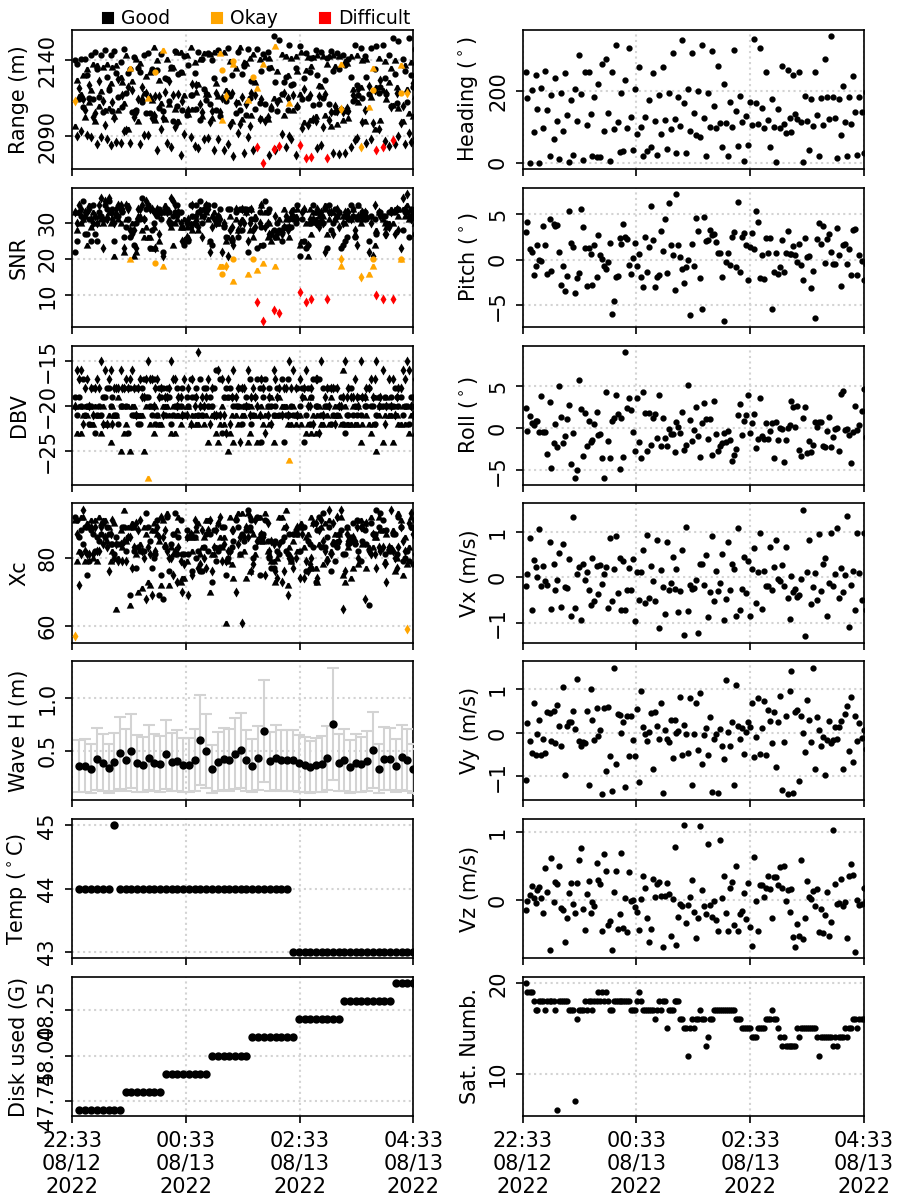 Good Okay Difficult
Range (m)
2140
2090
Heading (°)
200
0
SNR
30
20
10
Pitch (°)
5
0
−5
DBV
−15
−20
−25
Roll (°)
5
0
−5
Xc
80
60
Vx (m/s)
1
0
−1
Wave H (m)
1.0
0.5
Vy (m/s)
1
0
−1
Temp (°C)
45
44
43
Vz (m/s)
1
0
Disk used (G)
48.25
48.00
47.75
Sat. Numb.
20
10
22:33 00:33 02:33 04:33
08/12 08/13 08/13 08/13
2022 2022 2022 2022
22:33 00:33 02:33 04:33
08/12 08/13 08/13 08/13
2022 2022 2022 2022